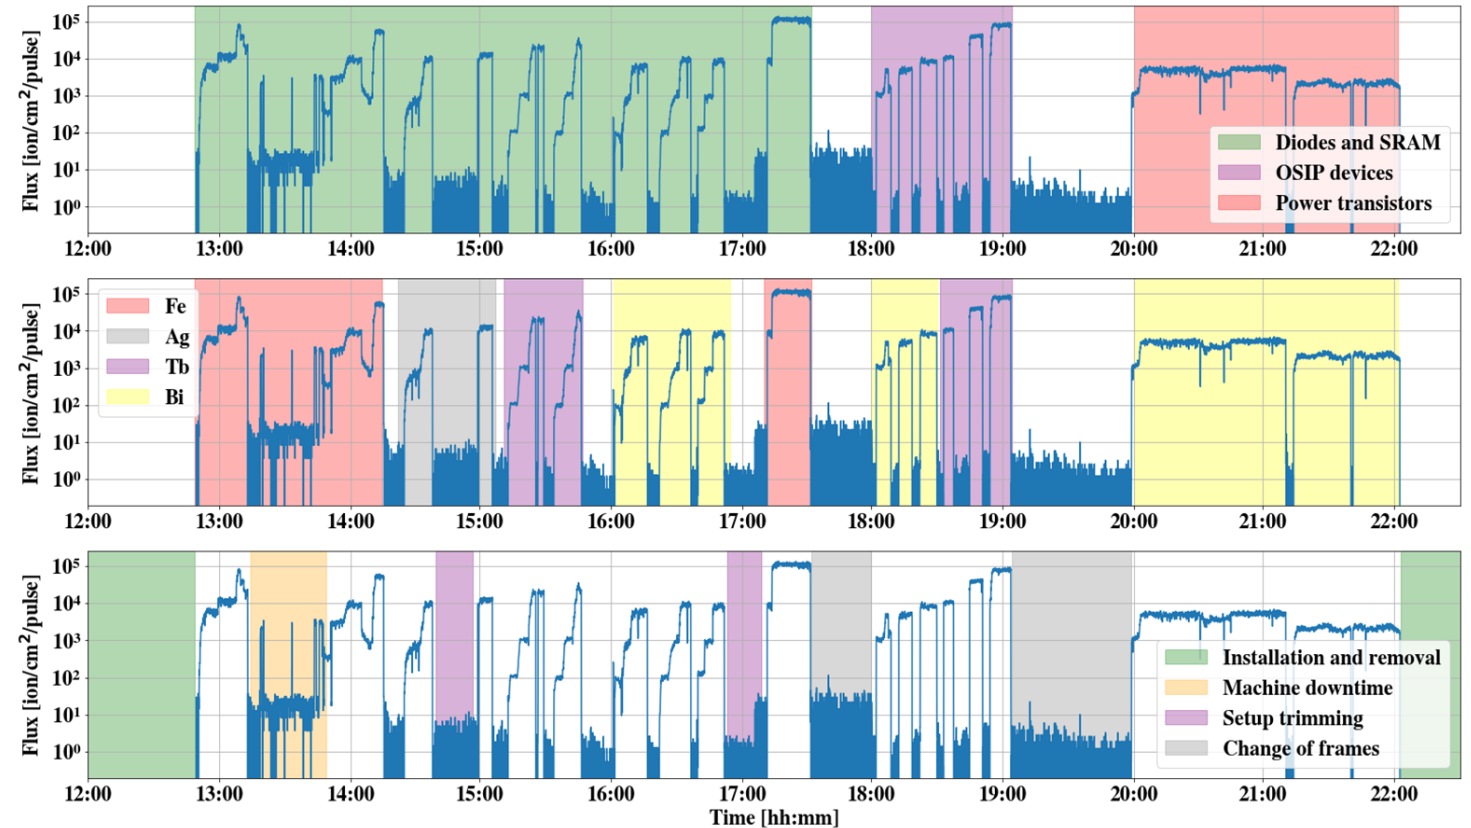 Flux [ion/cm²/pulse]
10⁵
10⁴
10³
10²
10¹
10⁰
Diodes and SRAM
OSIP devices
Power transistors
12:00 13:00 14:00 15:00 16:00 17:00 18:00 19:00 20:00 21:00 22:00
Flux [ion/cm²/pulse]
10⁵
10⁴
10³
10²
10¹
10⁰
Fe
Ag
Tb
Bi
12:00 13:00 14:00 15:00 16:00 17:00 18:00 19:00 20:00 21:00 22:00
Flux [ion/cm²/pulse]
10⁵
10⁴
10³
10²
10¹
10⁰
Installation and removal
Machine downtime
Setup trimming
Change of frames
12:00 13:00 14:00 15:00 16:00 17:00 18:00 19:00 20:00 21:00 22:00
Time [hh:mm]